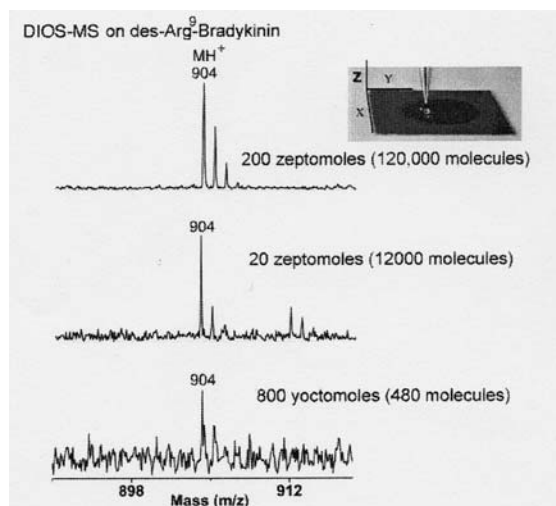 DIOS-MS on des-Arg⁹-Bradykinin
MH⁺
904
Z
Y
X
200 zeptomoles (120,000 molecules)
904
20 zeptomoles (12000 molecules)
904
800 yoctomoles (480 molecules)
898
912
Mass (m/z)